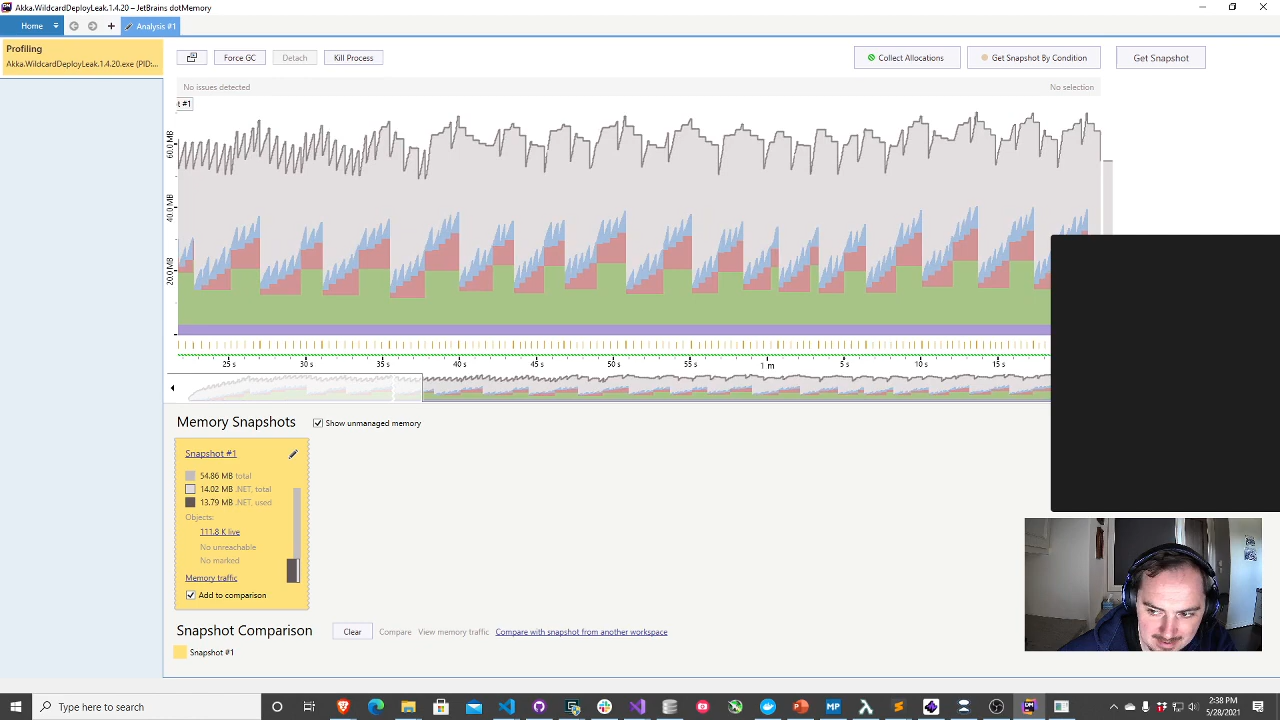 Akka.WildcardDeployLeak.1.4.20 – JetBrains dotMemory
Home
Analysis #1
Profiling
Akka.WildcardDeployLeak.1.4.20.exe (PID:...
Force GC
Detach
Kill Process
Collect Allocations
Get Snapshot By Condition
Get Snapshot
No issues detected
No selection
t #1
60.0 MB
40.0 MB
20.0 MB
25 s
30 s
35 s
40 s
45 s
50 s
55 s
1 m
5 s
10 s
15 s
Memory Snapshots
Show unmanaged memory
Snapshot #1
54.86 MB total
14.02 MB .NET, total
13.79 MB .NET, used
Objects:
111.8 K live
No unreachable
No marked
Memory traffic
Add to comparison
Snapshot Comparison
Clear
Compare
View memory traffic
Compare with snapshot from another workspace
Snapshot #1
Type here to search
MP
2:38 PM
5/28/2021